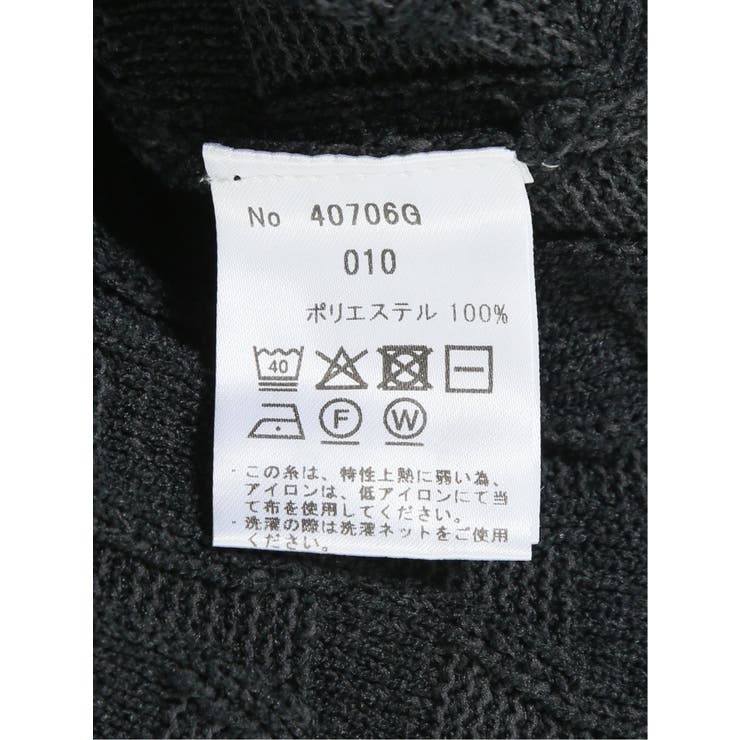 No 40706G
010
ポリエステル 100%
40
F W
・この糸は、特性上熱に弱い為、
アイロンは、低アイロンにて当
て布を使用してください。
・洗濯の際は洗濯ネットをご使用
ください。